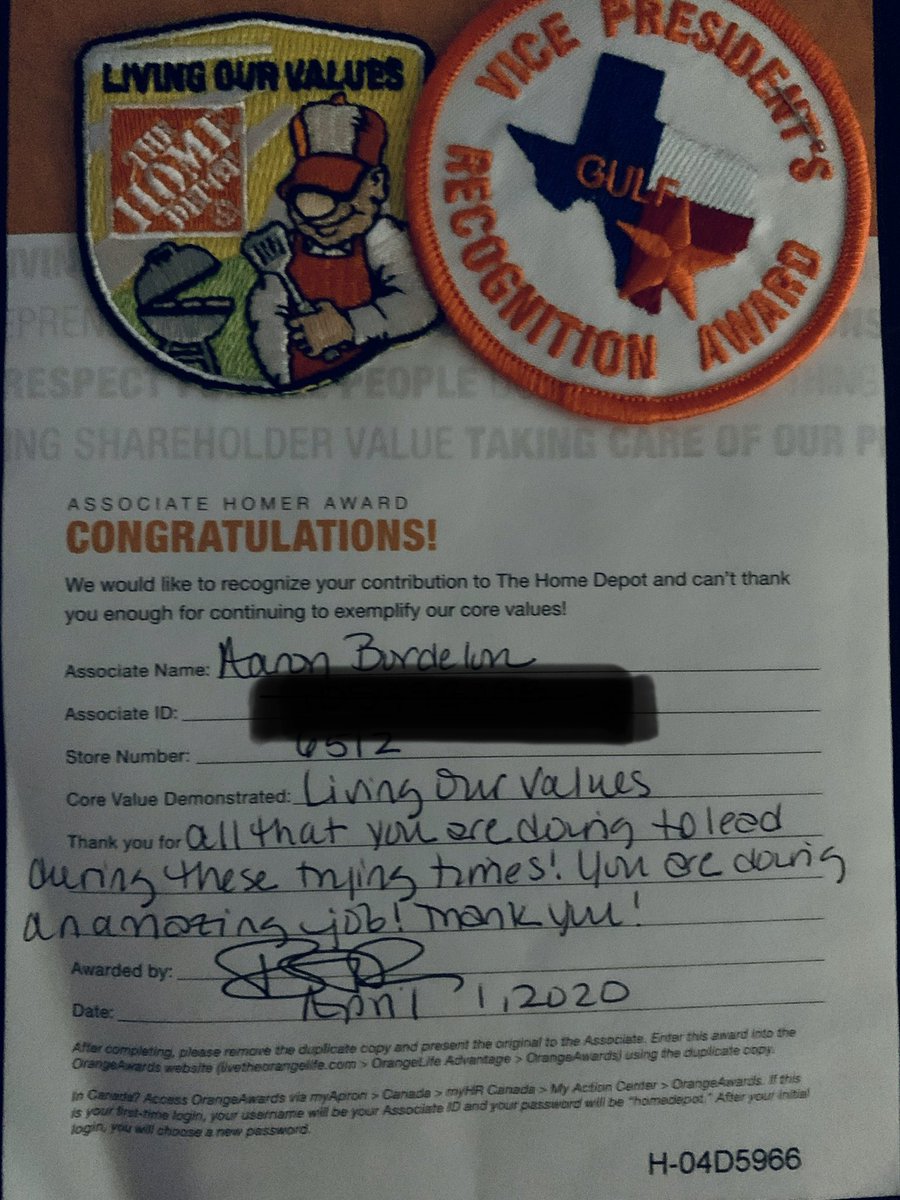 LIVING OUR VALUES
THE
HOME
DEPOT
®
VICE PRESIDENT'S
GULF
RECOGNITION AWARD
RESPECT PEOPLE
ING SHAREHOLDER VALUE TAKING CARE OF OUR P
ASSOCIATE HOMER AWARD
CONGRATULATIONS!
We would like to recognize your contribution to The Home Depot and can't thank
you enough for continuing to exemplify our core values!
Associate Name: Aaron Bordelon
Associate ID:
Store Number: 6512
Core Value Demonstrated: Living Our Values
Thank you for all that you are doing to lead
during these trying times! You are doing
an amazing job! Thank you!
Awarded by:
Date: April 1, 2020
After completing, please remove the duplicate copy and present the original to the Associate. Enter this award into the
OrangeAwards website (livetheorangelife.com > OrangeLife Advantage > OrangeAwards) using the duplicate copy.
In Canada? Access OrangeAwards via myApron > Canada > myHR Canada > My Action Center > OrangeAwards. If this
is your first-time login, your username will be your Associate ID and your password will be "homedepot." After your initial
login, you will choose a new password.
H-04D5966